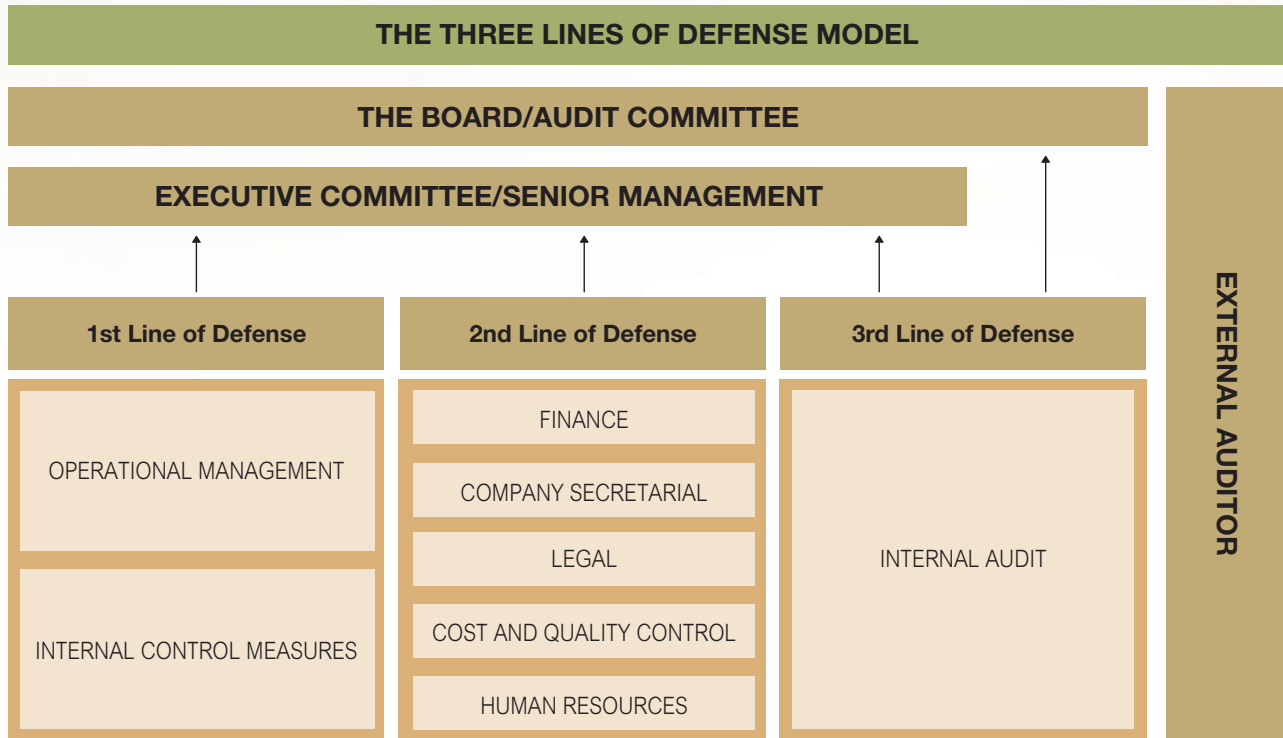 THE THREE LINES OF DEFENSE MODEL
THE BOARD/AUDIT COMMITTEE
EXECUTIVE COMMITTEE/SENIOR MANAGEMENT
1st Line of Defense
OPERATIONAL MANAGEMENT
INTERNAL CONTROL MEASURES
2nd Line of Defense
FINANCE
COMPANY SECRETARIAL
LEGAL
COST AND QUALITY CONTROL
HUMAN RESOURCES
3rd Line of Defense
INTERNAL AUDIT
EXTERNAL AUDITOR